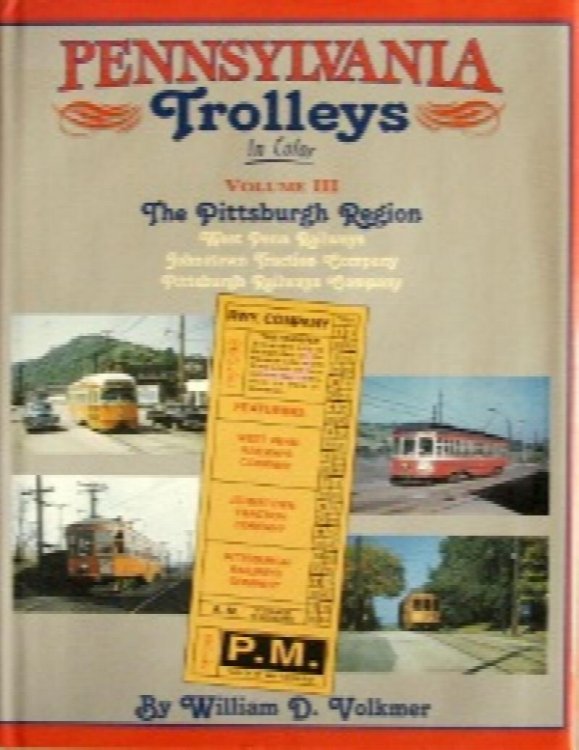 PENNSYLVANIA
Trolleys
In Color
VOLUME III
The Pittsburgh Region
West Penn Railways
Johnstown Traction Company
Pittsburgh Railways Company
RWY. COMPANY
FEATURING
WEST PENN
RAILWAYS
COMPANY
JOHNSTOWN
TRACTION
COMPANY
PITTSBURGH
RAILWAYS
COMPANY
A.M.
P.M.
By William D. Volkmer